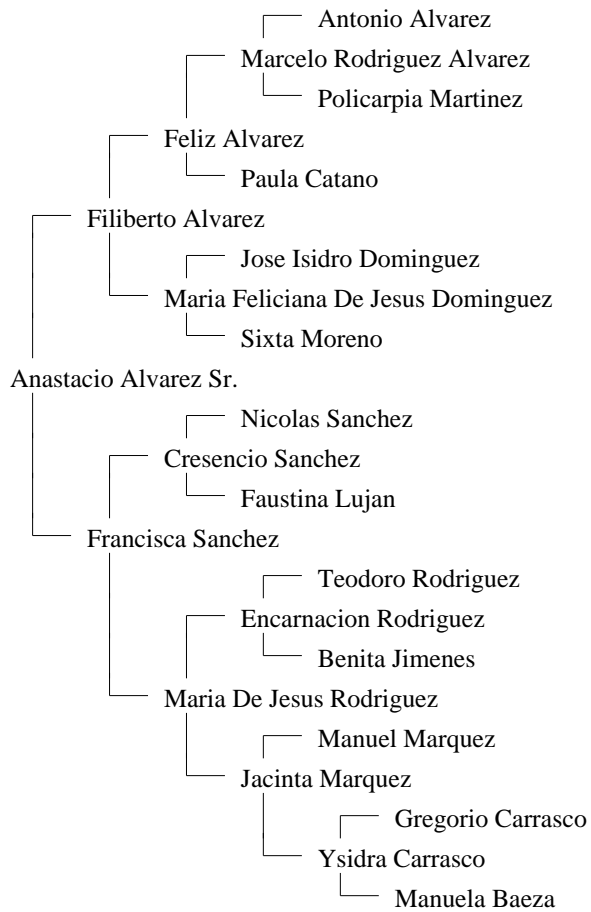 Antonio Alvarez
Marcelo Rodriguez Alvarez
Policarpia Martinez
Feliz Alvarez
Paula Catano
Filiberto Alvarez
Jose Isidro Dominguez
Maria Feliciana De Jesus Dominguez
Sixta Moreno
Anastacio Alvarez Sr.
Nicolas Sanchez
Cresencio Sanchez
Faustina Lujan
Francisca Sanchez
Teodoro Rodriguez
Encarnacion Rodriguez
Benita Jimenes
Maria De Jesus Rodriguez
Manuel Marquez
Jacinta Marquez
Gregorio Carrasco
Ysidra Carrasco
Manuela Baeza